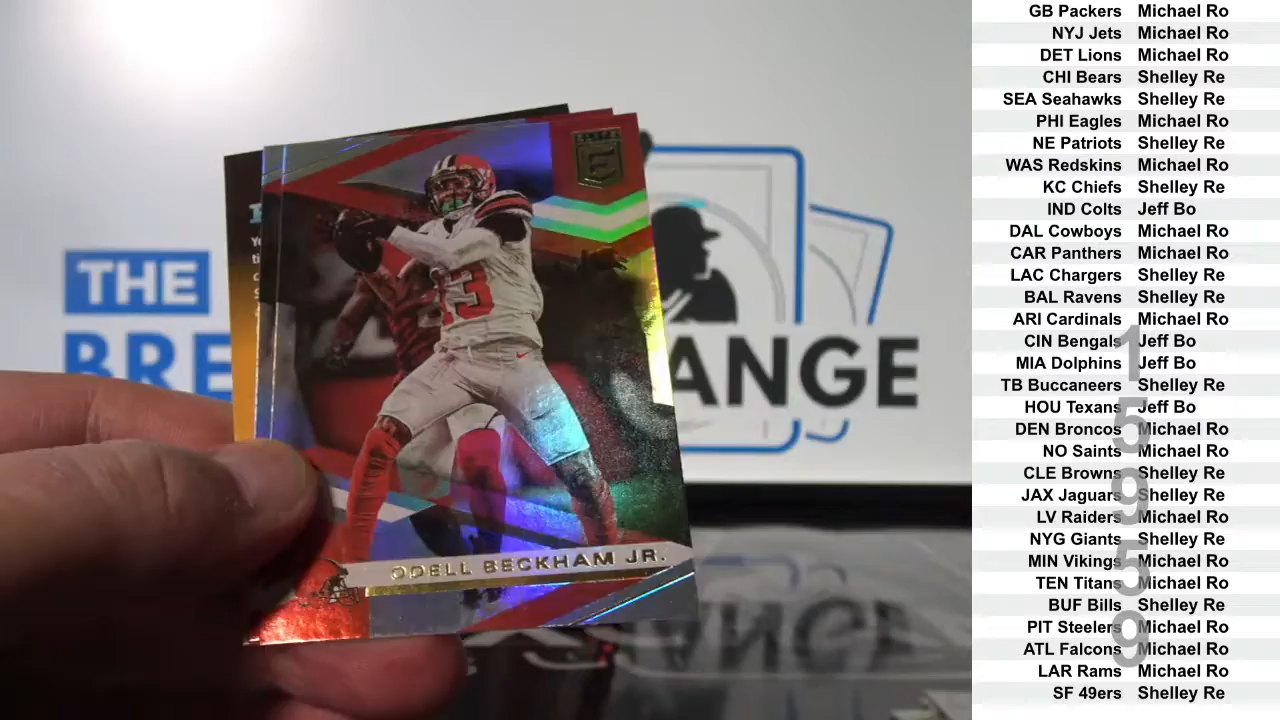 THE
BRE
ANGE
E
13
ODELL BECKHAM JR.
ANGE
GB Packers Michael Ro
NYJ Jets Michael Ro
DET Lions Michael Ro
CHI Bears Shelley Re
SEA Seahawks Shelley Re
PHI Eagles Michael Ro
NE Patriots Shelley Re
WAS Redskins Michael Ro
KC Chiefs Shelley Re
IND Colts Jeff Bo
DAL Cowboys Michael Ro
CAR Panthers Michael Ro
LAC Chargers Shelley Re
BAL Ravens Shelley Re
ARI Cardinals Michael Ro
CIN Bengals Jeff Bo
MIA Dolphins Jeff Bo
TB Buccaneers Shelley Re
HOU Texans Jeff Bo
DEN Broncos Michael Ro
NO Saints Michael Ro
CLE Browns Shelley Re
JAX Jaguars Shelley Re
LV Raiders Michael Ro
NYG Giants Shelley Re
MIN Vikings Michael Ro
TEN Titans Michael Ro
BUF Bills Shelley Re
PIT Steelers Michael Ro
ATL Falcons Michael Ro
LAR Rams Michael Ro
SF 49ers Shelley Re
1
5
9
5
9